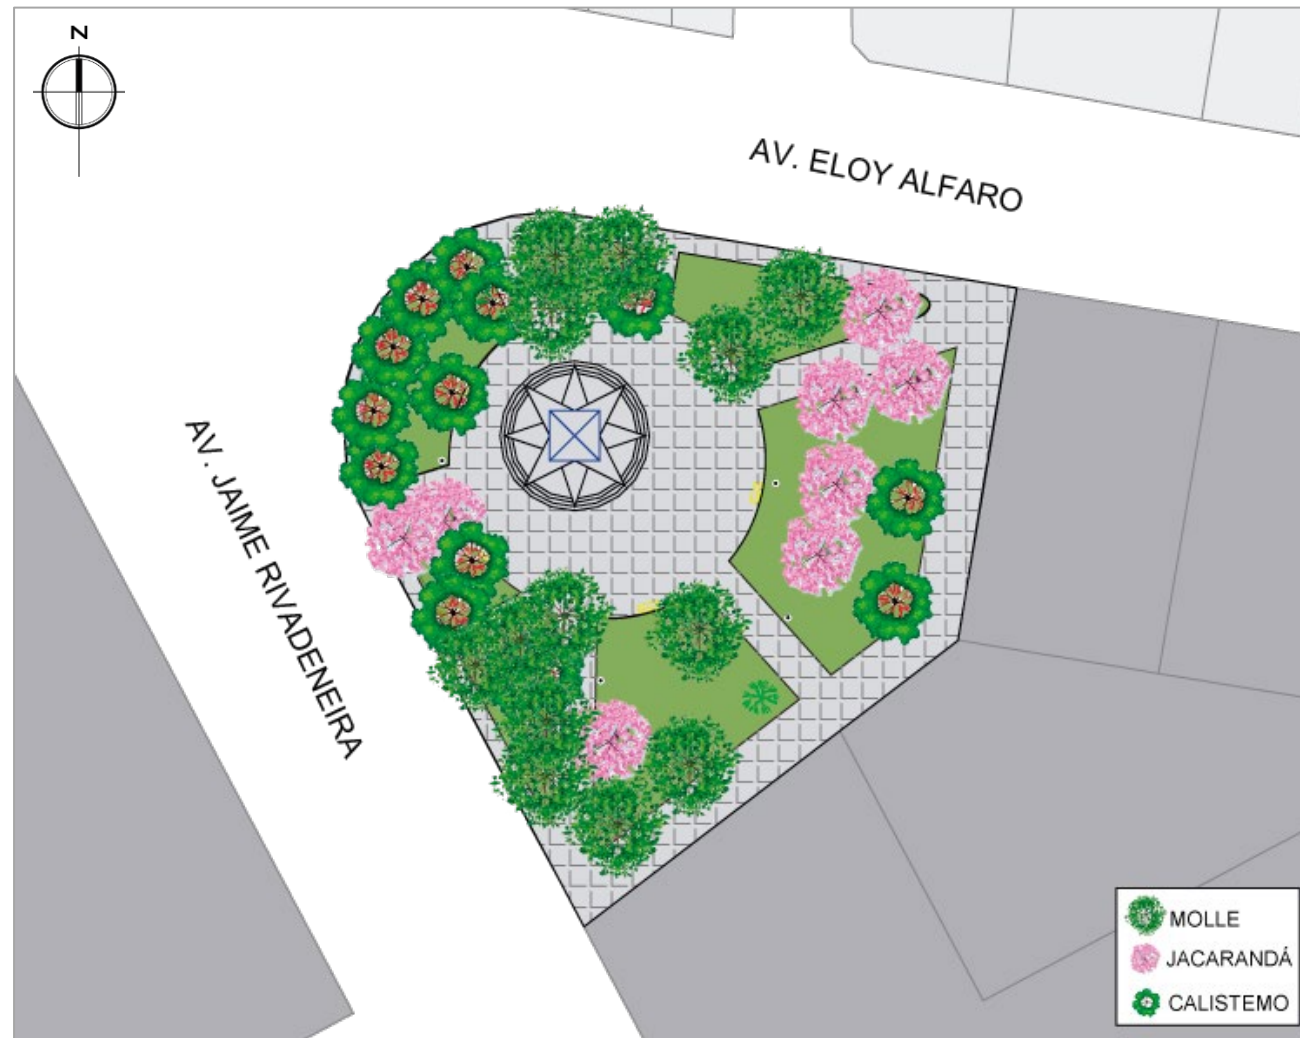 N
AV. ELOY ALFARO
AV. JAIME RIVADENEIRA
MOLLE
JACARANDÁ
CALISTEMO